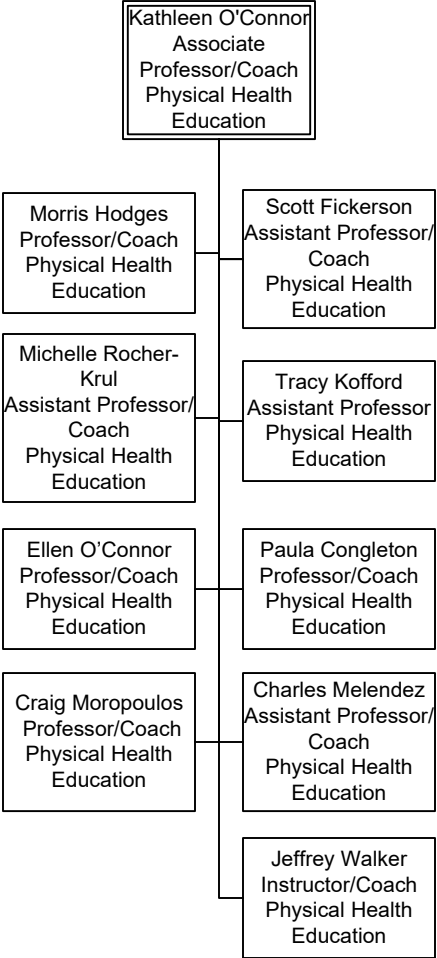 Kathleen O'Connor
Associate
Professor/Coach
Physical Health
Education
Morris Hodges
Professor/Coach
Physical Health
Education
Scott Fickerson
Assistant Professor/
Coach
Physical Health
Education
Michelle Rocher-
Krul
Assistant Professor/
Coach
Physical Health
Education
Tracy Kofford
Assistant Professor
Physical Health
Education
Ellen O’Connor
Professor/Coach
Physical Health
Education
Paula Congleton
Professor/Coach
Physical Health
Education
Craig Moropoulos
Professor/Coach
Physical Health
Education
Charles Melendez
Assistant Professor/
Coach
Physical Health
Education
Jeffrey Walker
Instructor/Coach
Physical Health
Education